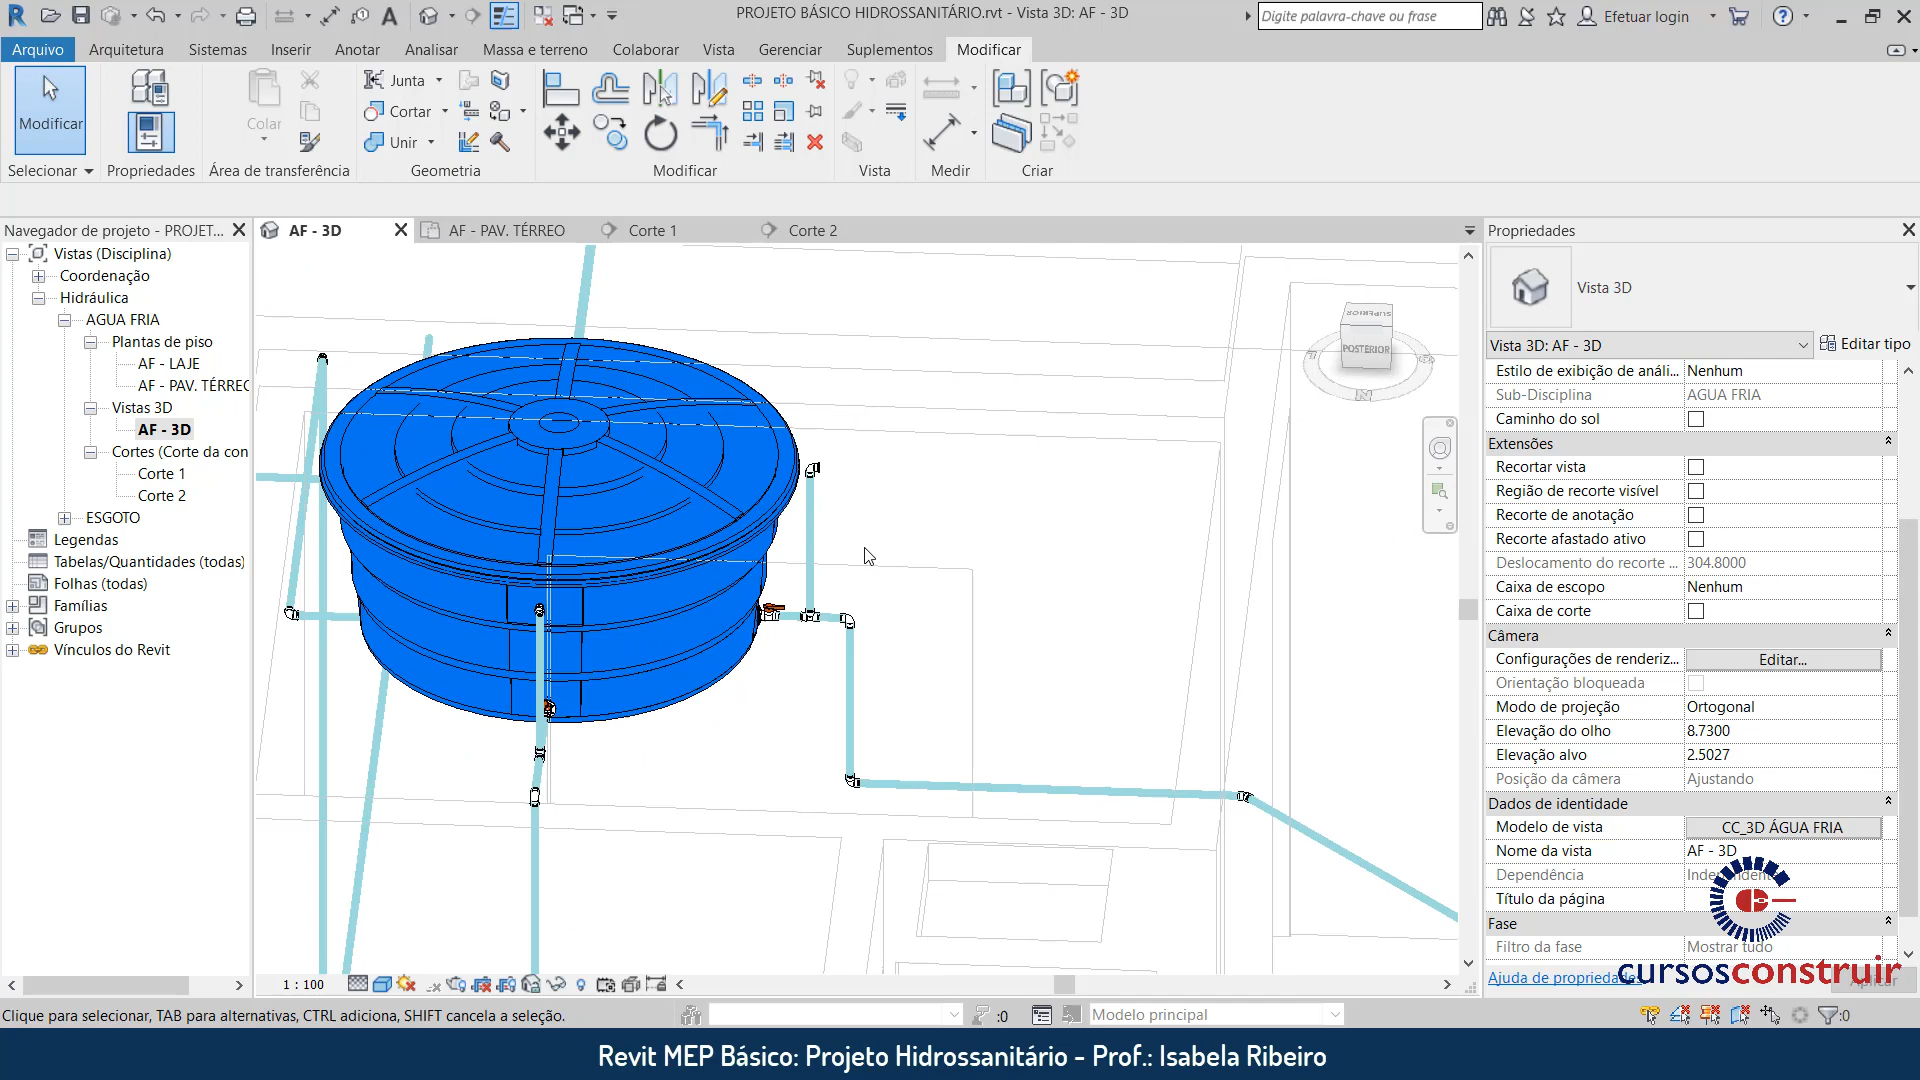 PROJETO BÁSICO HIDROSSANITÁRIO.rvt - Vista 3D: AF - 3D
Digite palavra-chave ou frase
Efetuar login
Arquivo Arquitetura Sistemas Inserir Anotar Analisar Massa e terreno Colaborar Vista Gerenciar Suplementos Modificar
Modificar
Colar
Junta
Cortar
Unir
Selecionar Propriedades Área de transferência Geometria Modificar Vista Medir Criar
Navegador de projeto - PROJET...
AF - 3D
AF - PAV. TÉRREO
Corte 1
Corte 2
Propriedades
Vistas (Disciplina)
Coordenação
Hidráulica
AGUA FRIA
Plantas de piso
AF - LAJE
AF - PAV. TÉRREO
Vistas 3D
AF - 3D
Cortes (Corte da con
Corte 1
Corte 2
ESGOTO
Legendas
Tabelas/Quantidades (todas)
Folhas (todas)
Famílias
Grupos
Vínculos do Revit
SUPERIOR
POSTERIOR
Vista 3D
Vista 3D: AF - 3D
Editar tipo
Estilo de exibição de análi... Nenhum
Sub-Disciplina AGUA FRIA
Caminho do sol
Extensões
Recortar vista
Região de recorte visível
Recorte de anotação
Recorte afastado ativo
Deslocamento do recorte ... 304.8000
Caixa de escopo Nenhum
Caixa de corte
Câmera
Configurações de renderiz... Editar...
Orientação bloqueada
Modo de projeção Ortogonal
Elevação do olho 8.7300
Elevação alvo 2.5027
Posição da câmera Ajustando
Dados de identidade
Modelo de vista CC_3D ÁGUA FRIA
Nome da vista AF - 3D
Dependência Independente
Título da página
Fase
Filtro da fase Mostrar tudo
Ajuda de propriedades
Aplicar
cursosconstruir
1 : 100
Clique para selecionar, TAB para alternativas, CTRL adiciona, SHIFT cancela a seleção.
:0
Modelo principal
:0
Revit MEP Básico: Projeto Hidrossanitário - Prof.: Isabela Ribeiro